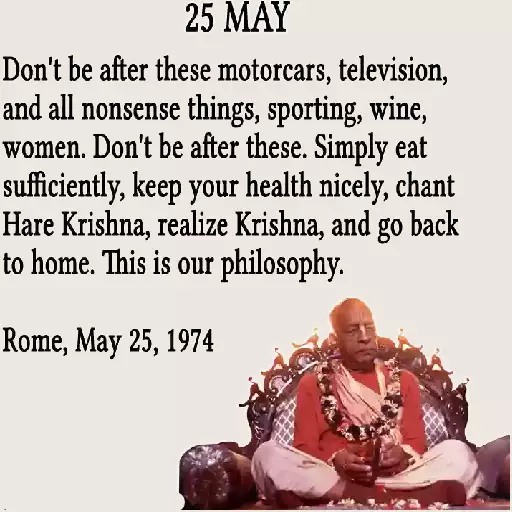 25 MAY
Don't be after these motorcars, television,
and all nonsense things, sporting, wine,
women. Don't be after these. Simply eat
sufficiently, keep your health nicely, chant
Hare Krishna, realize Krishna, and go back
to home. This is our philosophy.
Rome, May 25, 1974